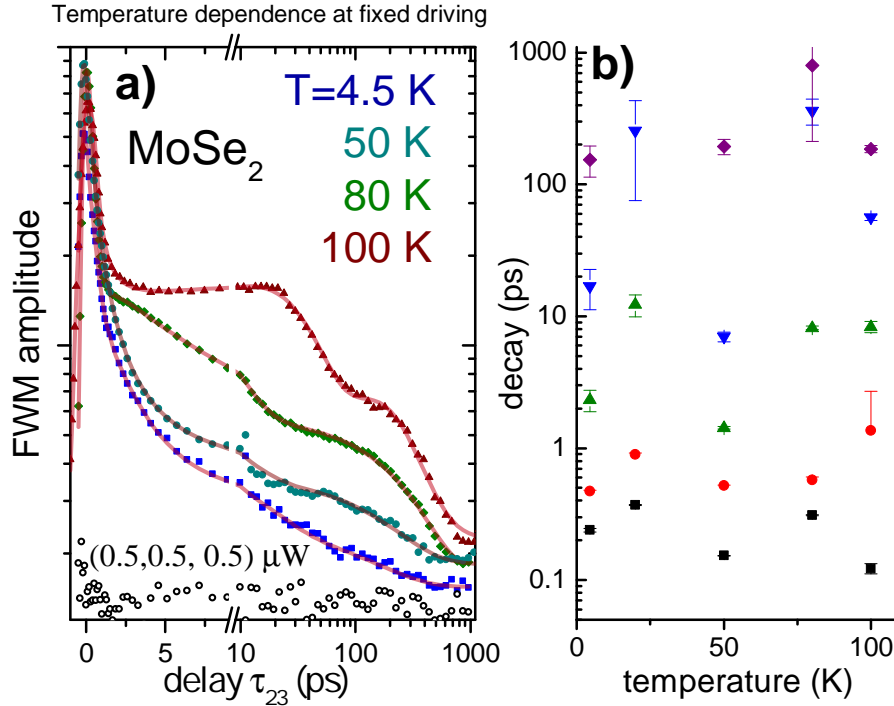 Temperature dependence at fixed driving
a)
MoSe2
T=4.5 K
50 K
80 K
100 K
FWM amplitude
(0.5,0.5, 0.5) μW
0
5
10
100
1000
delay τ23 (ps)
b)
decay (ps)
1000
100
10
1
0.1
0
50
100
temperature (K)